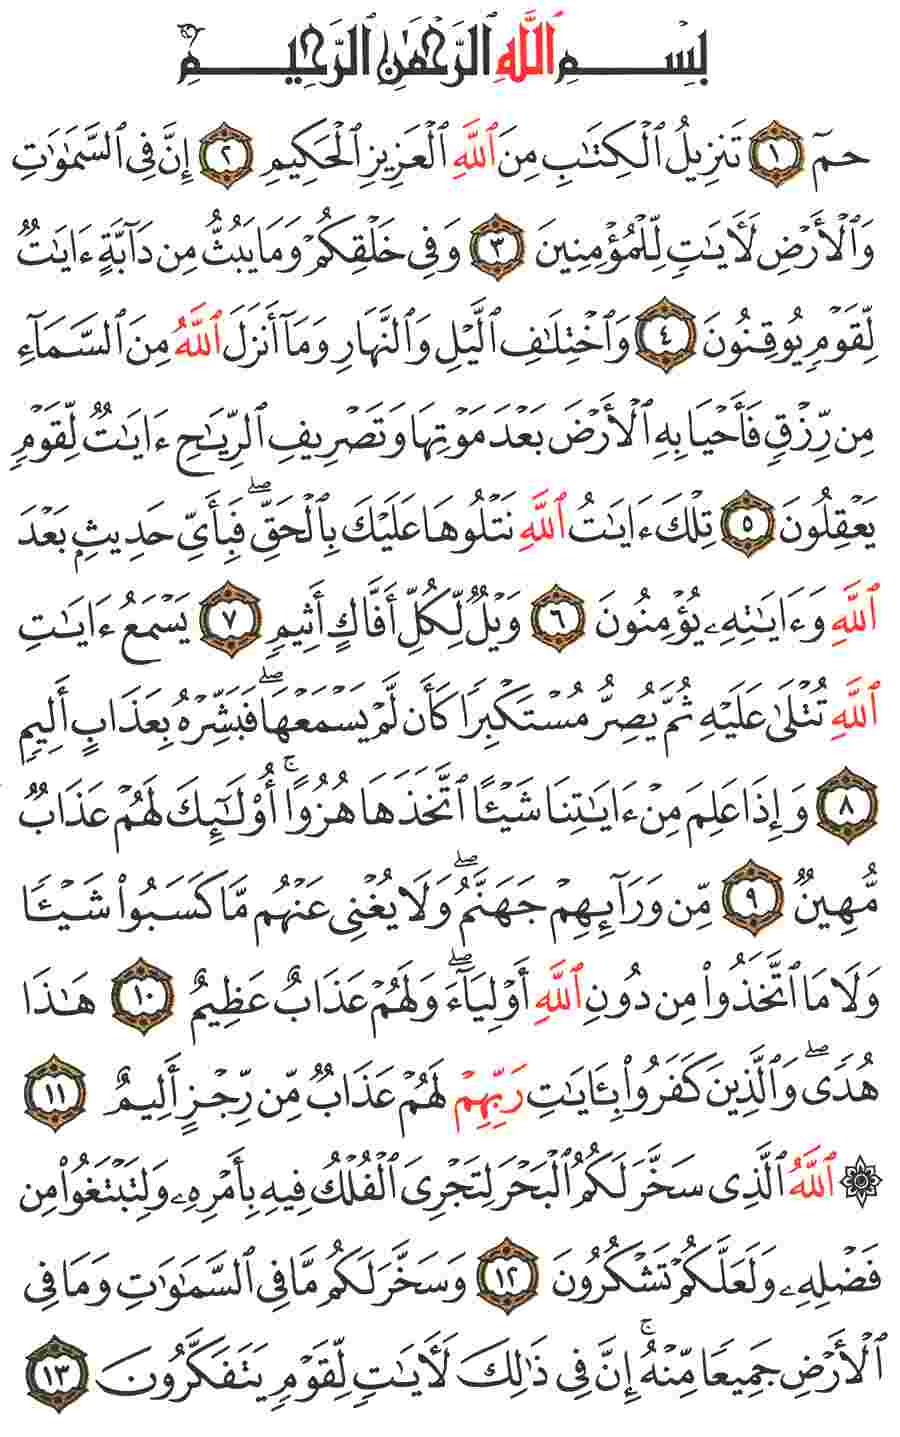 بِسْمِ ٱللَّهِ ٱلرَّحْمَٰنِ ٱلرَّحِيمِ
حمٓ ١ تَنزِيلُ ٱلْكِتَٰبِ مِنَ ٱللَّهِ ٱلْعَزِيزِ ٱلْحَكِيمِ ٢ إِنَّ فِى ٱلسَّمَٰوَٰتِ
وَٱلْأَرْضِ لَءَايَٰتٍ لِّلْمُؤْمِنِينَ ٣ وَفِى خَلْقِكُمْ وَمَا يَبُثُّ مِن دَآبَّةٍ ءَايَٰتٌ
لِّقَوْمٍ يُوقِنُونَ ٤ وَٱخْتِلَٰفِ ٱلَّيْلِ وَٱلنَّهَارِ وَمَآ أَنزَلَ ٱللَّهُ مِنَ ٱلسَّمَآءِ
مِن رِّزْقٍ فَأَحْيَا بِهِ ٱلْأَرْضَ بَعْدَ مَوْتِهَا وَتَصْرِيفِ ٱلرِّيَٰحِ ءَايَٰتٌ لِّقَوْمٍ
يَعْقِلُونَ ٥ تِلْكَ ءَايَٰتُ ٱللَّهِ نَتْلُوهَا عَلَيْكَ بِٱلْحَقِّ ۖ فَبِأَىِّ حَدِيثٍۭ بَعْدَ
ٱللَّهِ وَءَايَٰتِهِۦ يُؤْمِنُونَ ٦ وَيْلٌ لِّكُلِّ أَفَّاكٍ أَثِيمٍ ٧ يَسْمَعُ ءَايَٰتِ
ٱللَّهِ تُتْلَىٰ عَلَيْهِ ثُمَّ يُصِرُّ مُسْتَكْبِرًا كَأَن لَّمْ يَسْمَعْهَا ۖ فَبَشِّرْهُ بِعَذَابٍ أَلِيمٍ
٨ وَإِذَا عَلِمَ مِنْ ءَايَٰتِنَا شَيْـًٔا ٱتَّخَذَهَا هُزُوًا ۚ أُو۟لَٰٓئِكَ لَهُمْ عَذَابٌ
مُّهِينٌ ٩ مِّن وَرَآئِهِمْ جَهَنَّمُ ۖ وَلَا يُغْنِى عَنْهُم مَّا كَسَبُوا۟ شَيْـًٔا
وَلَا مَا ٱتَّخَذُوا۟ مِن دُونِ ٱللَّهِ أَوْلِيَآءَ ۖ وَلَهُمْ عَذَابٌ عَظِيمٌ ١٠ هَٰذَا
هُدًى ۖ وَٱلَّذِينَ كَفَرُوا۟ بِـَٔايَٰتِ رَبِّهِمْ لَهُمْ عَذَابٌ مِّن رِّجْزٍ أَلِيمٌ ١١
۞ ٱللَّهُ ٱلَّذِى سَخَّرَ لَكُمُ ٱلْبَحْرَ لِتَجْرِىَ ٱلْفُلْكُ فِيهِ بِأَمْرِهِۦ وَلِتَبْتَغُوا۟ مِن
فَضْلِهِۦ وَلَعَلَّكُمْ تَشْكُرُونَ ١٢ وَسَخَّرَ لَكُم مَّا فِى ٱلسَّمَٰوَٰتِ وَمَا فِى
ٱلْأَرْضِ جَمِيعًا مِّنْهُ ۚ إِنَّ فِى ذَٰلِكَ لَءَايَٰتٍ لِّقَوْمٍ يَتَفَكَّرُونَ ١٣